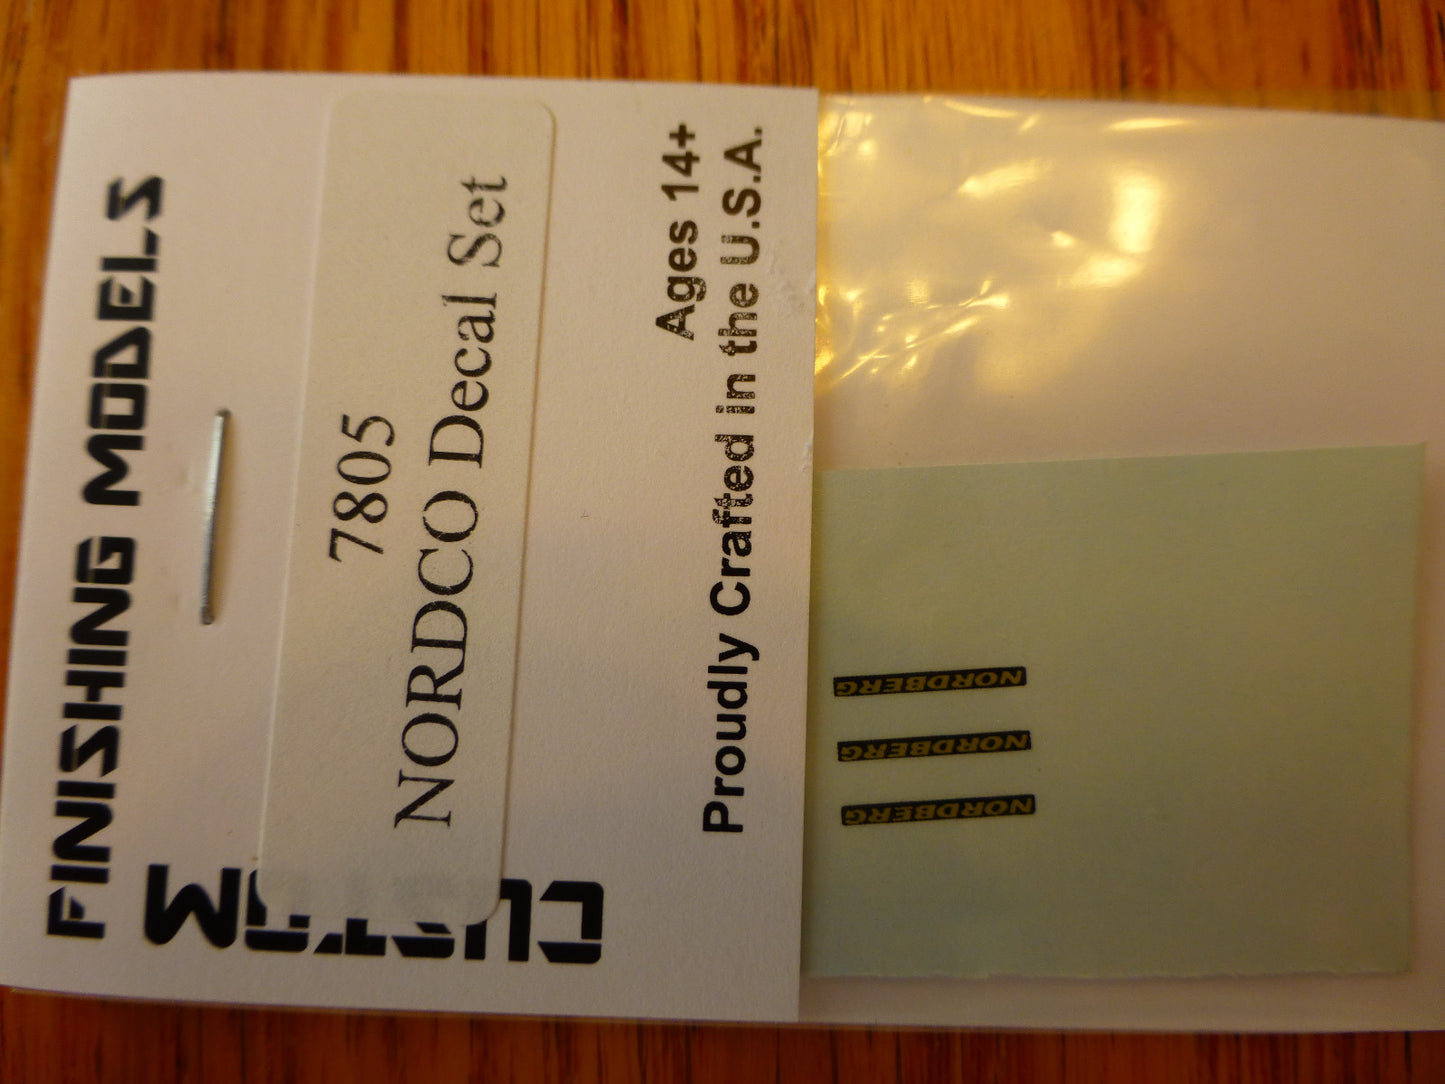 CUSTOM
FINISHING MODELS
7805
NORDCO Decal Set
Ages 14+
Proudly Crafted in the U.S.A.
NORDBERG
NORDBERG
NORDBERG